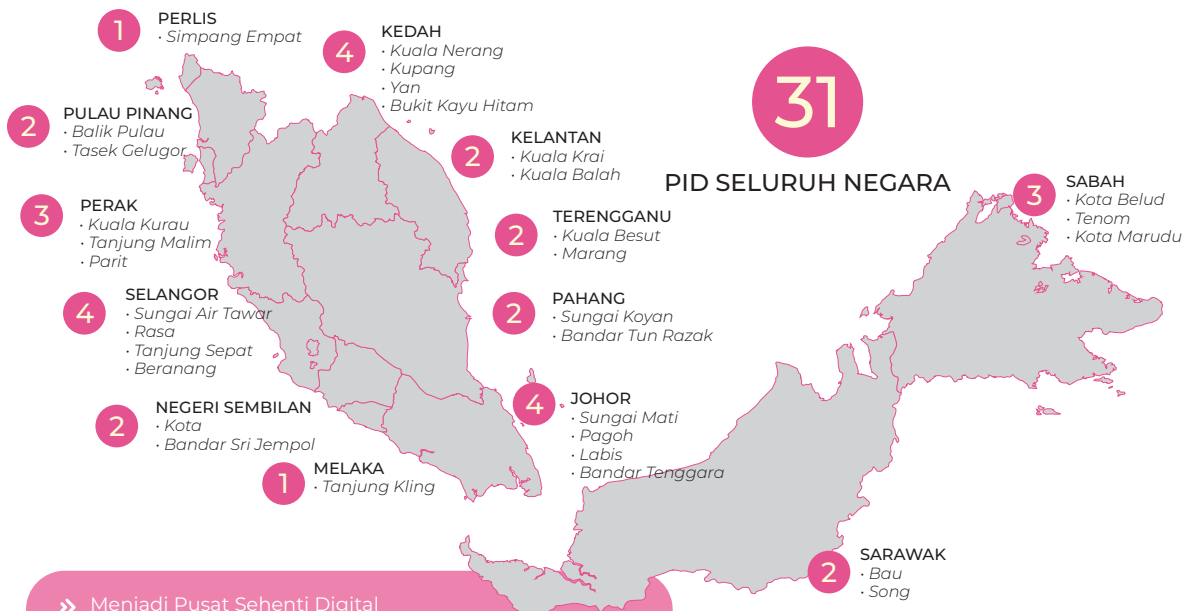 1
PERLIS
• Simpang Empat
4
KEDAH
• Kuala Nerang
• Kupang
• Yan
• Bukit Kayu Hitam
2
PULAU PINANG
• Balik Pulau
• Tasek Gelugor
2
KELANTAN
• Kuala Krai
• Kuala Balah
31
PID SELURUH NEGARA
3
SABAH
• Kota Belud
• Tenom
• Kota Marudu
3
PERAK
• Kuala Kurau
• Tanjung Malim
• Parit
2
TERENGGANU
• Kuala Besut
• Marang
4
SELANGOR
• Sungai Air Tawar
• Rasa
• Tanjung Sepat
• Beranang
2
PAHANG
• Sungai Koyan
• Bandar Tun Razak
2
NEGERI SEMBILAN
• Kota
• Bandar Sri Jempol
4
JOHOR
• Sungai Mati
• Pagoh
• Labis
• Bandar Tenggara
1
MELAKA
• Tanjung Kling
2
SARAWAK
• Bau
• Song
» Menjadi Pusat Sehenti Digital